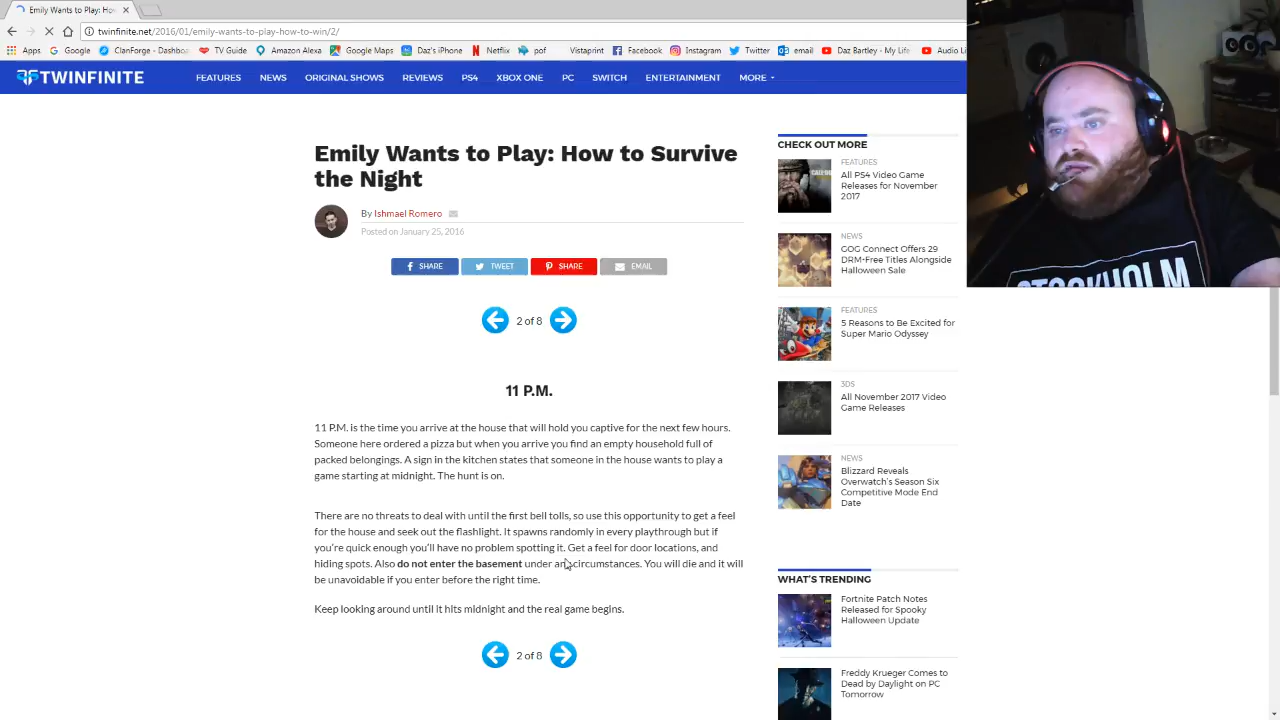 Emily Wants to Play: Ho
twinfinite.net/2016/01/emily-wants-to-play-how-to-win/2/
Apps Google ClanForge - Dashbo TV Guide Amazon Alexa Google Maps Daz's iPhone Netflix pof Vistaprint Facebook Instagram Twitter email Daz Bartley - My Life Audio Li
TWINFINITE FEATURES NEWS ORIGINAL SHOWS REVIEWS PS4 XBOX ONE PC SWITCH ENTERTAINMENT MORE
Emily Wants to Play: How to Survive
the Night
By Ishmael Romero
Posted on January 25, 2016
SHARE TWEET SHARE EMAIL
2 of 8
11 P.M.
11 P.M. is the time you arrive at the house that will hold you captive for the next few hours.
Someone here ordered a pizza but when you arrive you find an empty household full of
packed belongings. A sign in the kitchen states that someone in the house wants to play a
game starting at midnight. The hunt is on.
There are no threats to deal with until the first bell tolls, so use this opportunity to get a feel
for the house and seek out the flashlight. It spawns randomly in every playthrough but if
you're quick enough you'll have no problem spotting it. Get a feel for door locations, and
hiding spots. Also do not enter the basement under any circumstances. You will die and it will
be unavoidable if you enter before the right time.
Keep looking around until it hits midnight and the real game begins.
2 of 8
CHECK OUT MORE
FEATURES
All PS4 Video Game
Releases for November
2017
NEWS
GOG Connect Offers 29
DRM-Free Titles Alongside
Halloween Sale
FEATURES
5 Reasons to Be Excited for
Super Mario Odyssey
3DS
All November 2017 Video
Game Releases
NEWS
Blizzard Reveals
Overwatch's Season Six
Competitive Mode End
Date
WHAT'S TRENDING
Fortnite Patch Notes
Released for Spooky
Halloween Update
Freddy Krueger Comes to
Dead by Daylight on PC
Tomorrow
STOCKHOLM